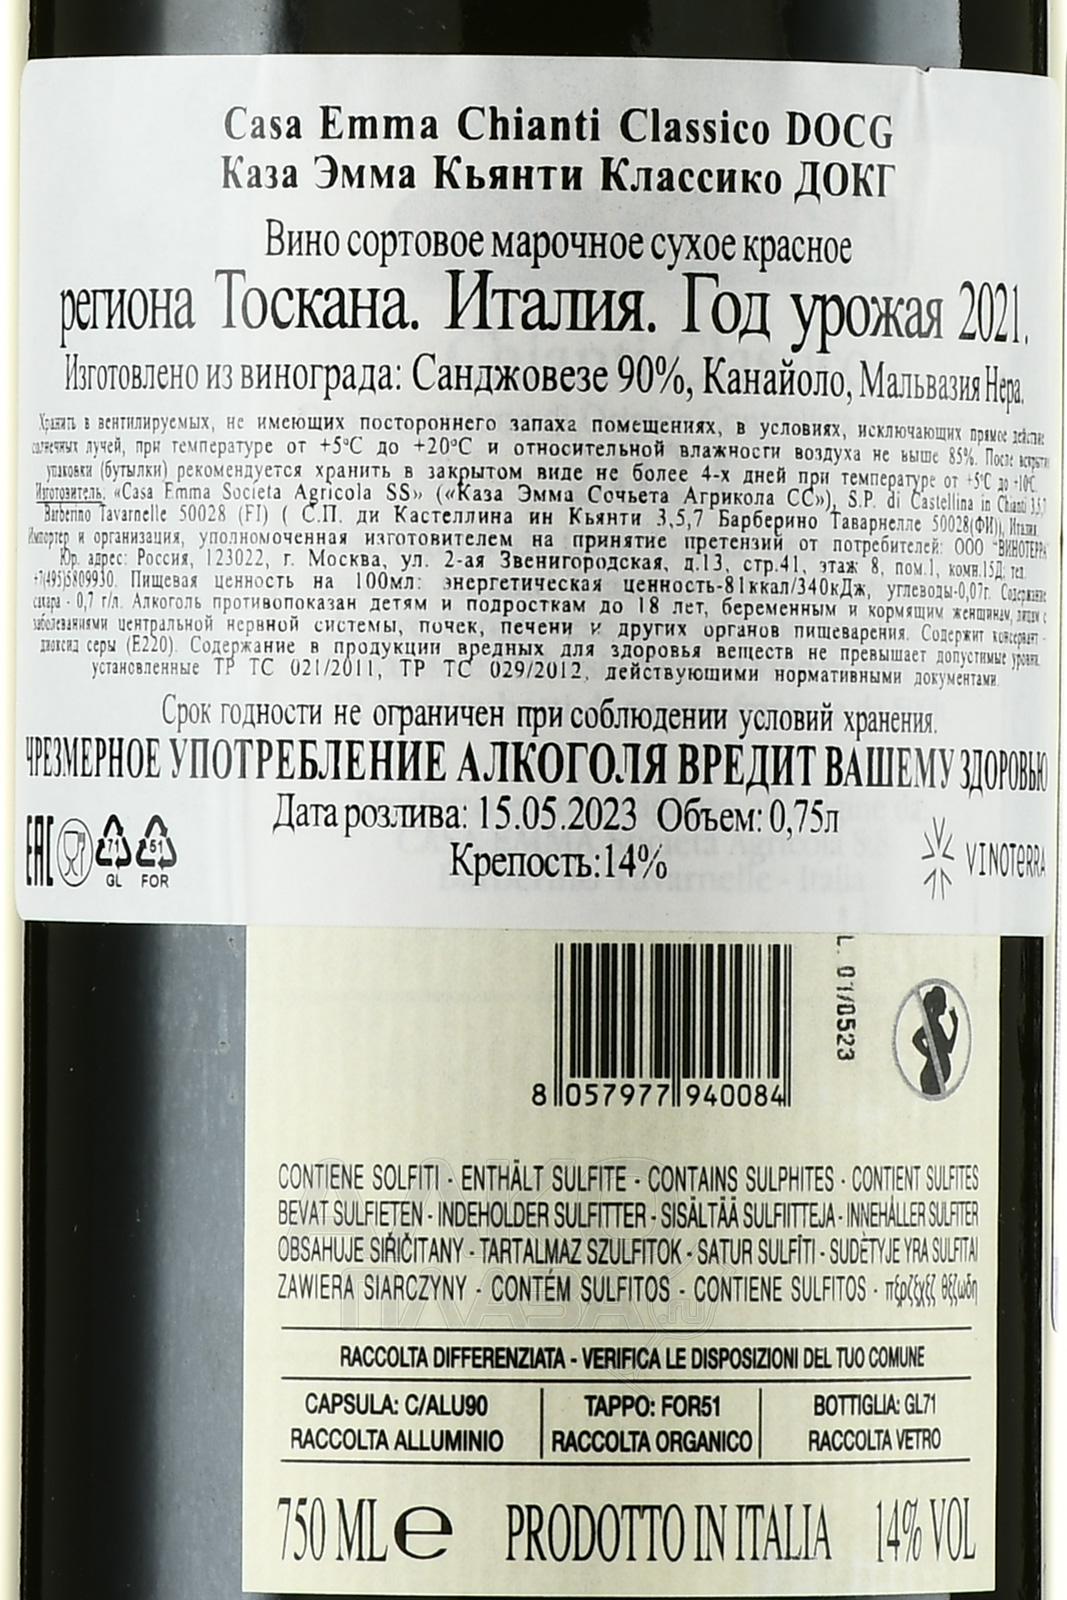 Casa Emma Chianti Classico DOCG
Каза Эмма Кьянти Классико ДОКГ
Вино сортовое марочное сухое красное
региона Тоскана. Италия. Год урожая 2021.
Изготовлено из винограда: Санджовезе 90%, Канайоло, Мальвазия Нера.
Хранить в вентилируемых, не имеющих постороннего запаха помещениях, в условиях, исключающих прямое действие
солнечных лучей, при температуре от +5°C до +20°C и относительной влажности воздуха не выше 85%. После вскрытия
упаковки (бутылки) рекомендуется хранить в закрытом виде не более 4-х дней при температуре от +5°C до +10°C.
Изготовитель: «Casa Emma Societa Agricola SS» («Каза Эмма Сочьета Агрикола СС»), S.P. di Castellina in Chianti 3,5,7
Barberino Tavarnelle 50028 (FI) ( С.П. ди Кастеллина ин Кьянти 3,5,7 Барберино Таварнелле 50028(ФИ)), Италия.
Импортер и организация, уполномоченная изготовителем на принятие претензий от потребителей: ООО "ВИНОТЕРРА"
Юр. адрес: Россия, 123022, г. Москва, ул. 2-ая Звенигородская, д.13, стр.41, этаж 8, пом.1, комн.15Д; тел.
+7(495)5809930. Пищевая ценность на 100мл: энергетическая ценность-81ккал/340кДж, углеводы-0,07г. Содержание
сахара - 0,7 г/л. Алкоголь противопоказан детям и подросткам до 18 лет, беременным и кормящим женщинам, лицам с
заболеваниями центральной нервной системы, почек, печени и других органов пищеварения. Содержит консервант -
диоксид серы (E220). Содержание в продукции вредных для здоровья веществ не превышает допустимые уровни,
установленные ТР ТС 021/2011, ТР ТС 029/2012, действующими нормативными документами.
Срок годности не ограничен при соблюдении условий хранения.
ЧРЕЗМЕРНОЕ УПОТРЕБЛЕНИЕ АЛКОГОЛЯ ВРЕДИТ ВАШЕМУ ЗДОРОВЬЮ
Дата розлива: 15.05.2023 Объем: 0,75л
Крепость:14%
EAC 71 GL 51 FOR
VINOTERRA
L. 01/0523
8 057977 940084
CONTIENE SOLFITI - ENTHÄLT SULFITE - CONTAINS SULPHITES - CONTIENT SULFITES
BEVAT SULFIETEN - INDEHOLDER SULFITTER - SISÄLTÄÄ SULFIITTEJA - INNEHÅLLER SULFITER
OBSAHUJE SIŘIČITANY - TARTALMAZ SZULFITOK - SATUR SULFĪTI - SUDĖTYJE YRA SULFITAI
ZAWIERA SIARCZYNY - CONTÉM SULFITOS - CONTIENE SULFITOS -
RACCOLTA DIFFERENZIATA - VERIFICA LE DISPOSIZIONI DEL TUO COMUNE
CAPSULA: C/ALU90 TAPPO: FOR51 BOTTIGLIA: GL71
RACCOLTA ALLUMINIO RACCOLTA ORGANICO RACCOLTA VETRO
750 ML e PRODOTTO IN ITALIA 14% VOL